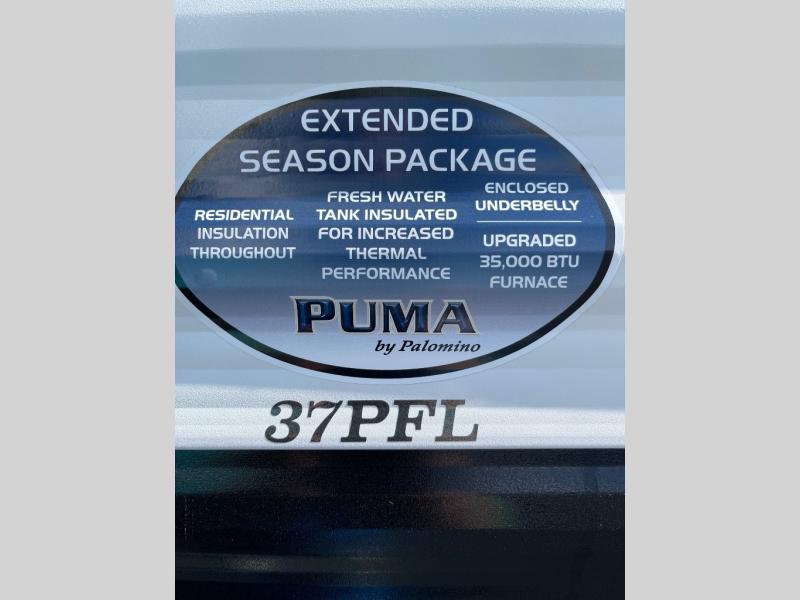 EXTENDED
SEASON PACKAGE
RESIDENTIAL
INSULATION
THROUGHOUT
FRESH WATER
TANK INSULATED
FOR INCREASED
THERMAL
PERFORMANCE
ENCLOSED
UNDERBELLY
UPGRADED
35,000 BTU
FURNACE
PUMA
by Palomino
37PFL